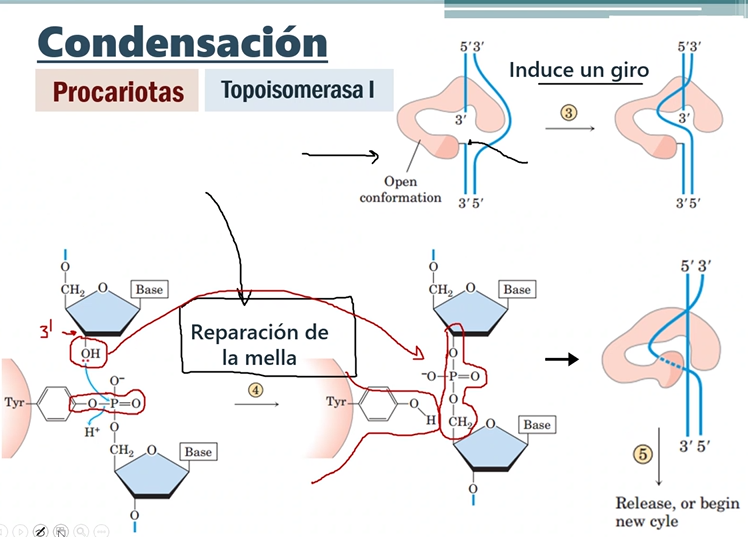 Condensación
Procariotas
Topoisomerasa I
5'3'
3'
Open
conformation
3'5'
Induce un giro
3
5'3'
3'
3'5'
O
CH2
O
Base
3'
OH
O-
Tyr
O
P=O
H+
O
CH2
O
Base
O
Reparación de
la mella
4
O
CH2
O
Base
O
-O-P=O
O
Tyr
O
H
CH2
O
Base
O
5' 3'
3' 5'
5
Release, or begin
new cyle